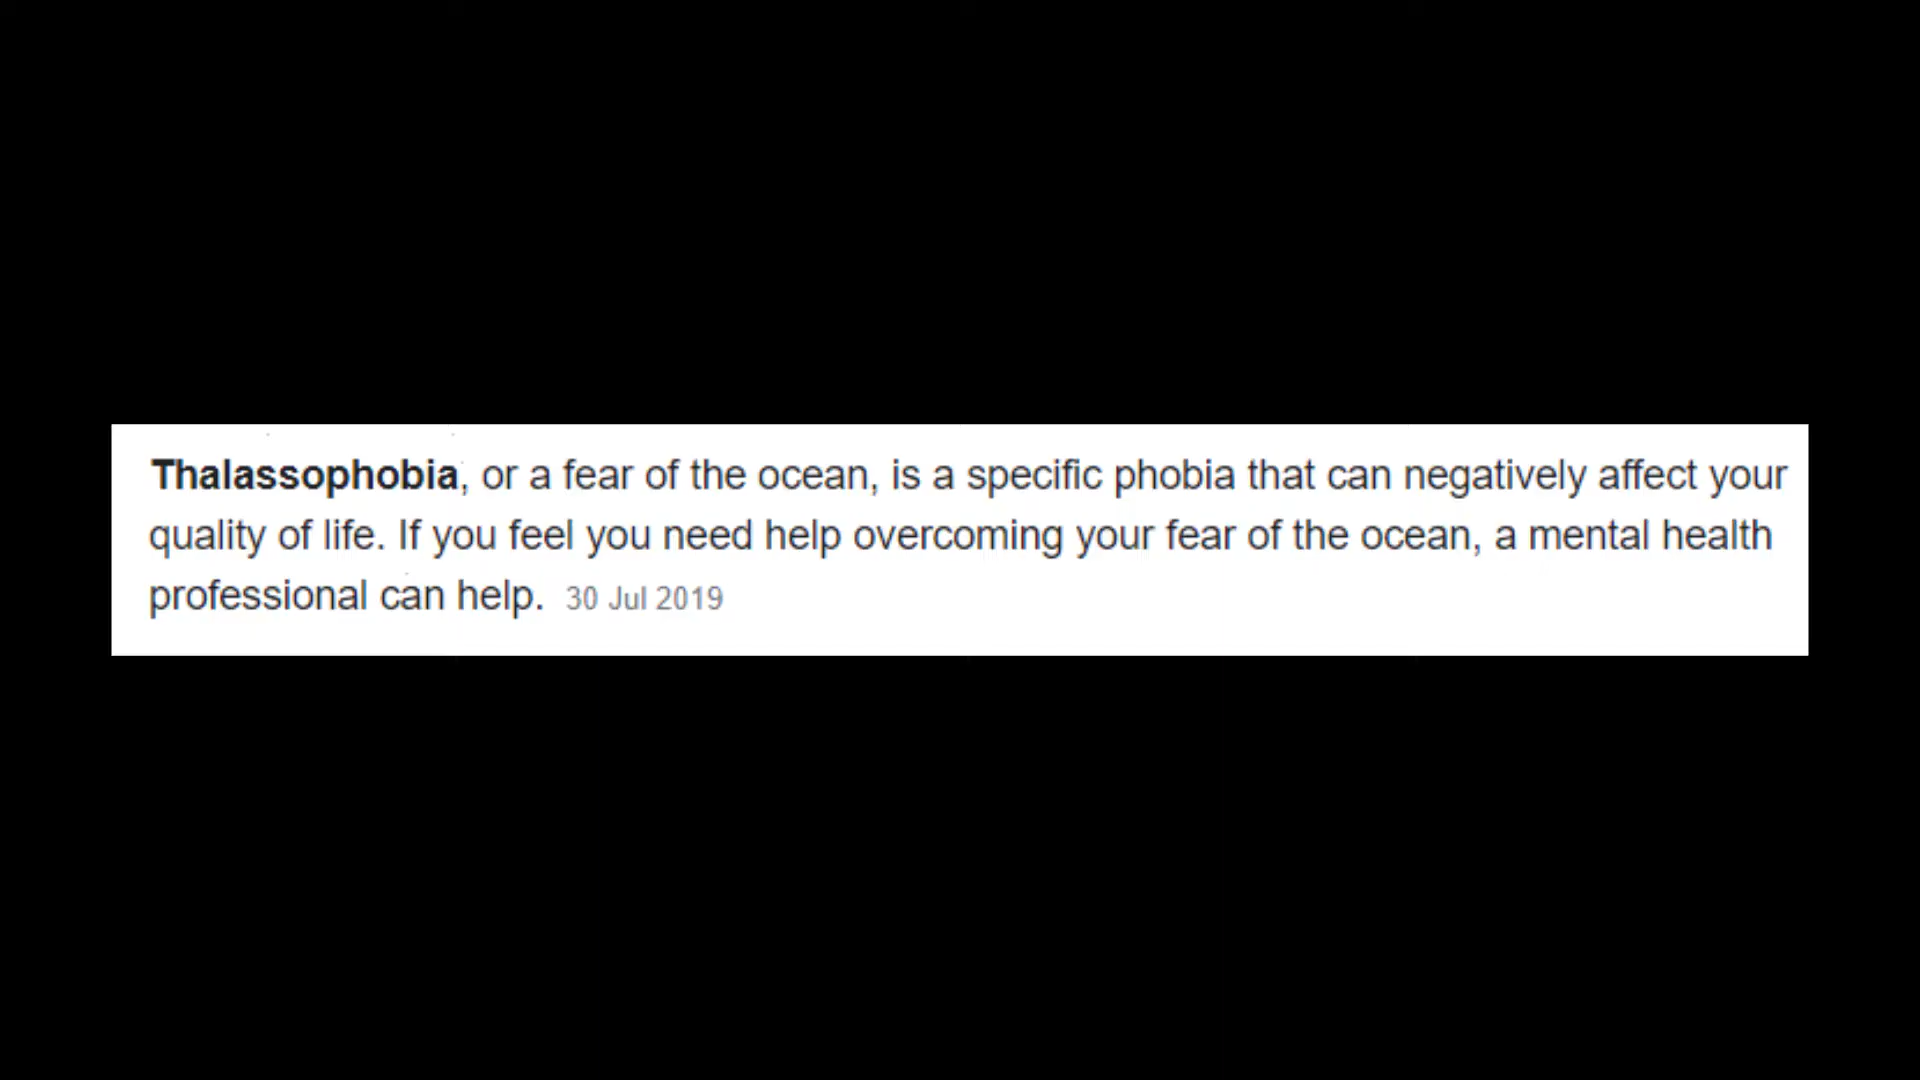 Thalassophobia, or a fear of the ocean, is a specific phobia that can negatively affect your
quality of life. If you feel you need help overcoming your fear of the ocean, a mental health
professional can help. 30 Jul 2019